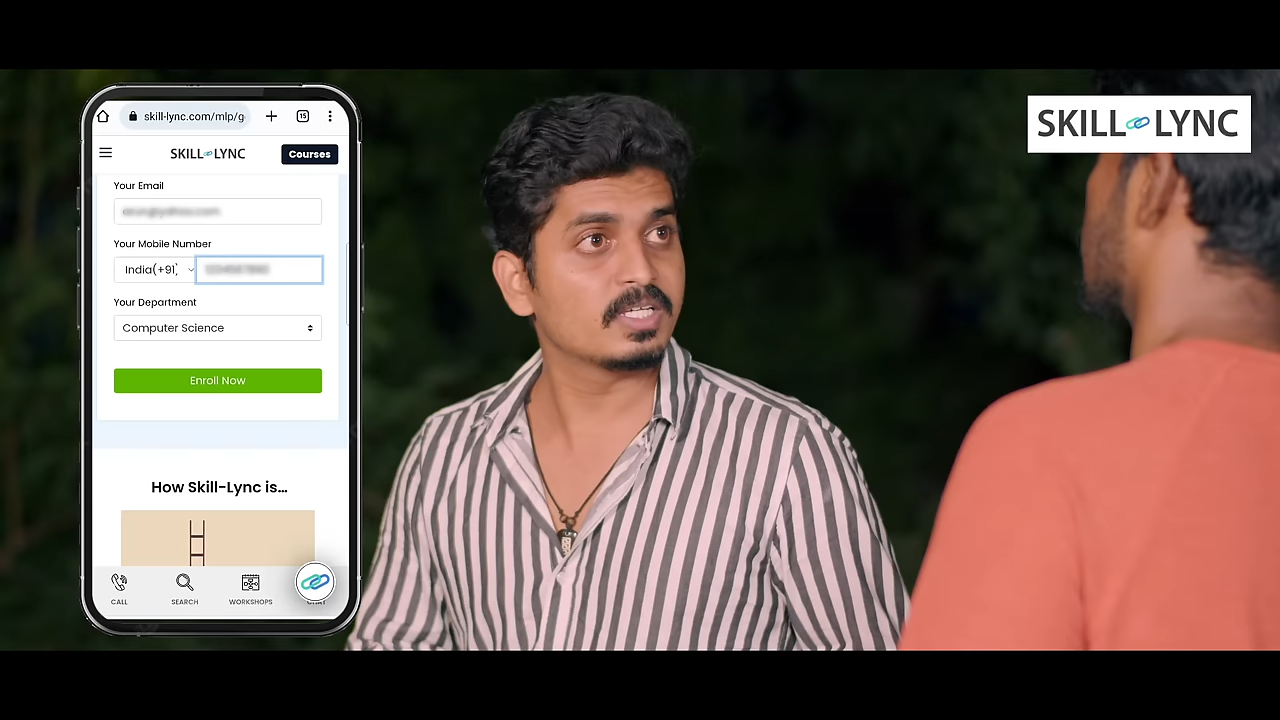 skill-lync.com/mlp/g
15
SKILL LYNC
Courses
Your Email
Your Mobile Number
India(+91)
Your Department
Computer Science
Enroll Now
How Skill-Lync is...
CALL
SEARCH
WORKSHOPS
CHAT
SKILL LYNC